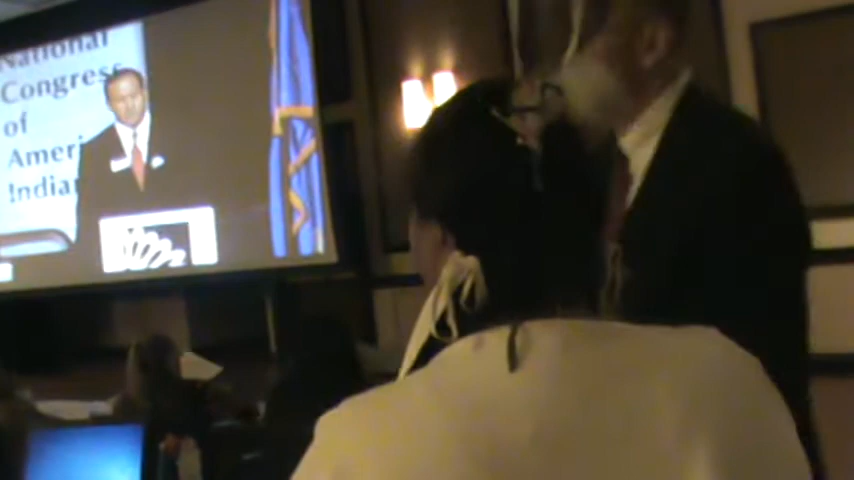 National
Congress
of
Ameri
Indian